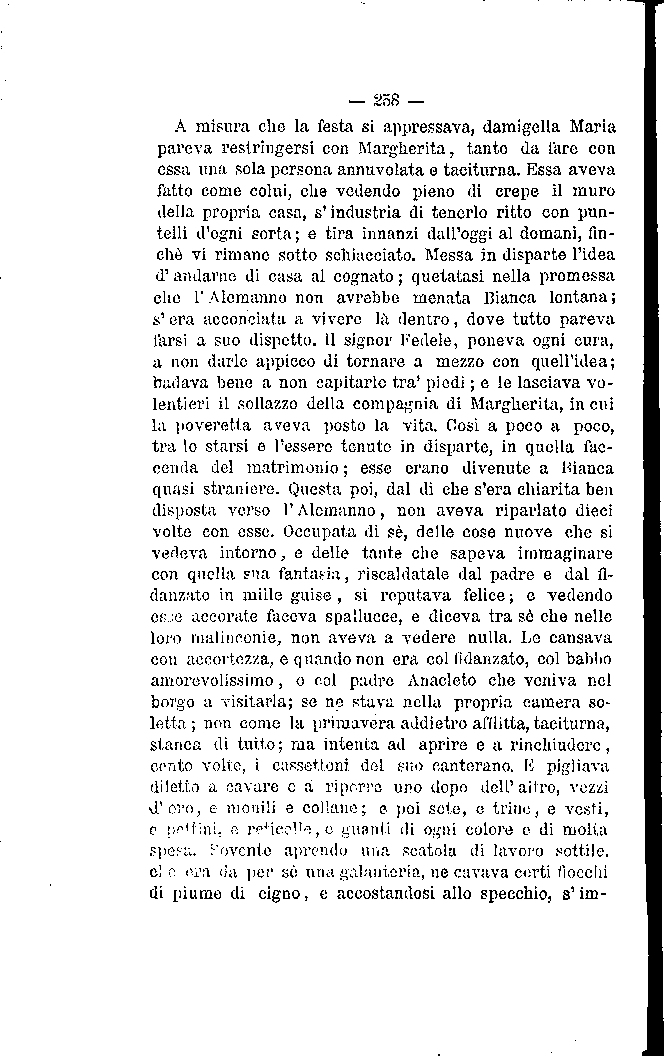 — 258 —
A misura che la festa si appressava, damigella Maria
pareva restringersi con Margherita, tanto da fare con
essa una sola persona annuvolata e taciturna. Essa aveva
fatto come colui, che vedendo pieno di crepe il muro
della propria casa, s'industria di tenerlo ritto con pun-
telli d'ogni sorta; e tira innanzi dall'oggi al domani, fin-
chè vi rimane sotto schiacciato. Messa in disparte l'idea
d'andarne di casa al cognato; quetatasi nella promessa
che l'Alemanno non avrebbe menata Bianca lontana;
s'era acconciata a vivere là dentro, dove tutto pareva
farsi a suo dispetto. Il signor Fedele, poneva ogni cura,
a non darle appicco di tornare a mezzo con quell'idea;
badava bene a non capitarle tra' piedi; e le lasciava vo-
lentieri il sollazzo della compagnia di Margherita, in cui
la poveretta aveva posto la vita. Così a poco a poco,
tra lo starsi e l'essere tenute in disparte, in quella fac-
cenda del matrimonio; esse erano divenute a Bianca
quasi straniere. Questa poi, dal dì che s'era chiarita ben
disposta verso l'Alemanno, non aveva riparlato dieci
volte con esse. Occupata di sè, delle cose nuove che si
vedeva intorno, e delle tante che sapeva immaginare
con quella sua fantasia, riscaldatale dal padre e dal fi-
danzato in mille guise, si reputava felice; e vedendo
esse accorate faceva spallucce, e diceva tra sè che nelle
loro malinconie, non aveva a vedere nulla. Le cansava
con accortezza, e quando non era col fidanzato, col babbo
amorevolissimo, o col padre Anacleto che veniva nel
borgo a visitarla; se ne stava nella propria camera so-
letta; non come la primavera addietro afflitta, taciturna,
stanca di tutto; ma intenta ad aprire e a rinchiudere,
cento volte, i cassettoni del suo canterano. E pigliava
diletto a cavare e a riporre uno dopo dell'altro, vezzi
d'oro, e monili e collane; e poi sete, e trine, e vesti,
e pettini, e reticelle, e guanti di ogni colore e di molta
spesa. Sovente aprendo una scatola di lavoro sottile,
che era da per sè una galanteria, ne cavava certi fiocchi
di piume di cigno, e accostandosi allo specchio, s'im-